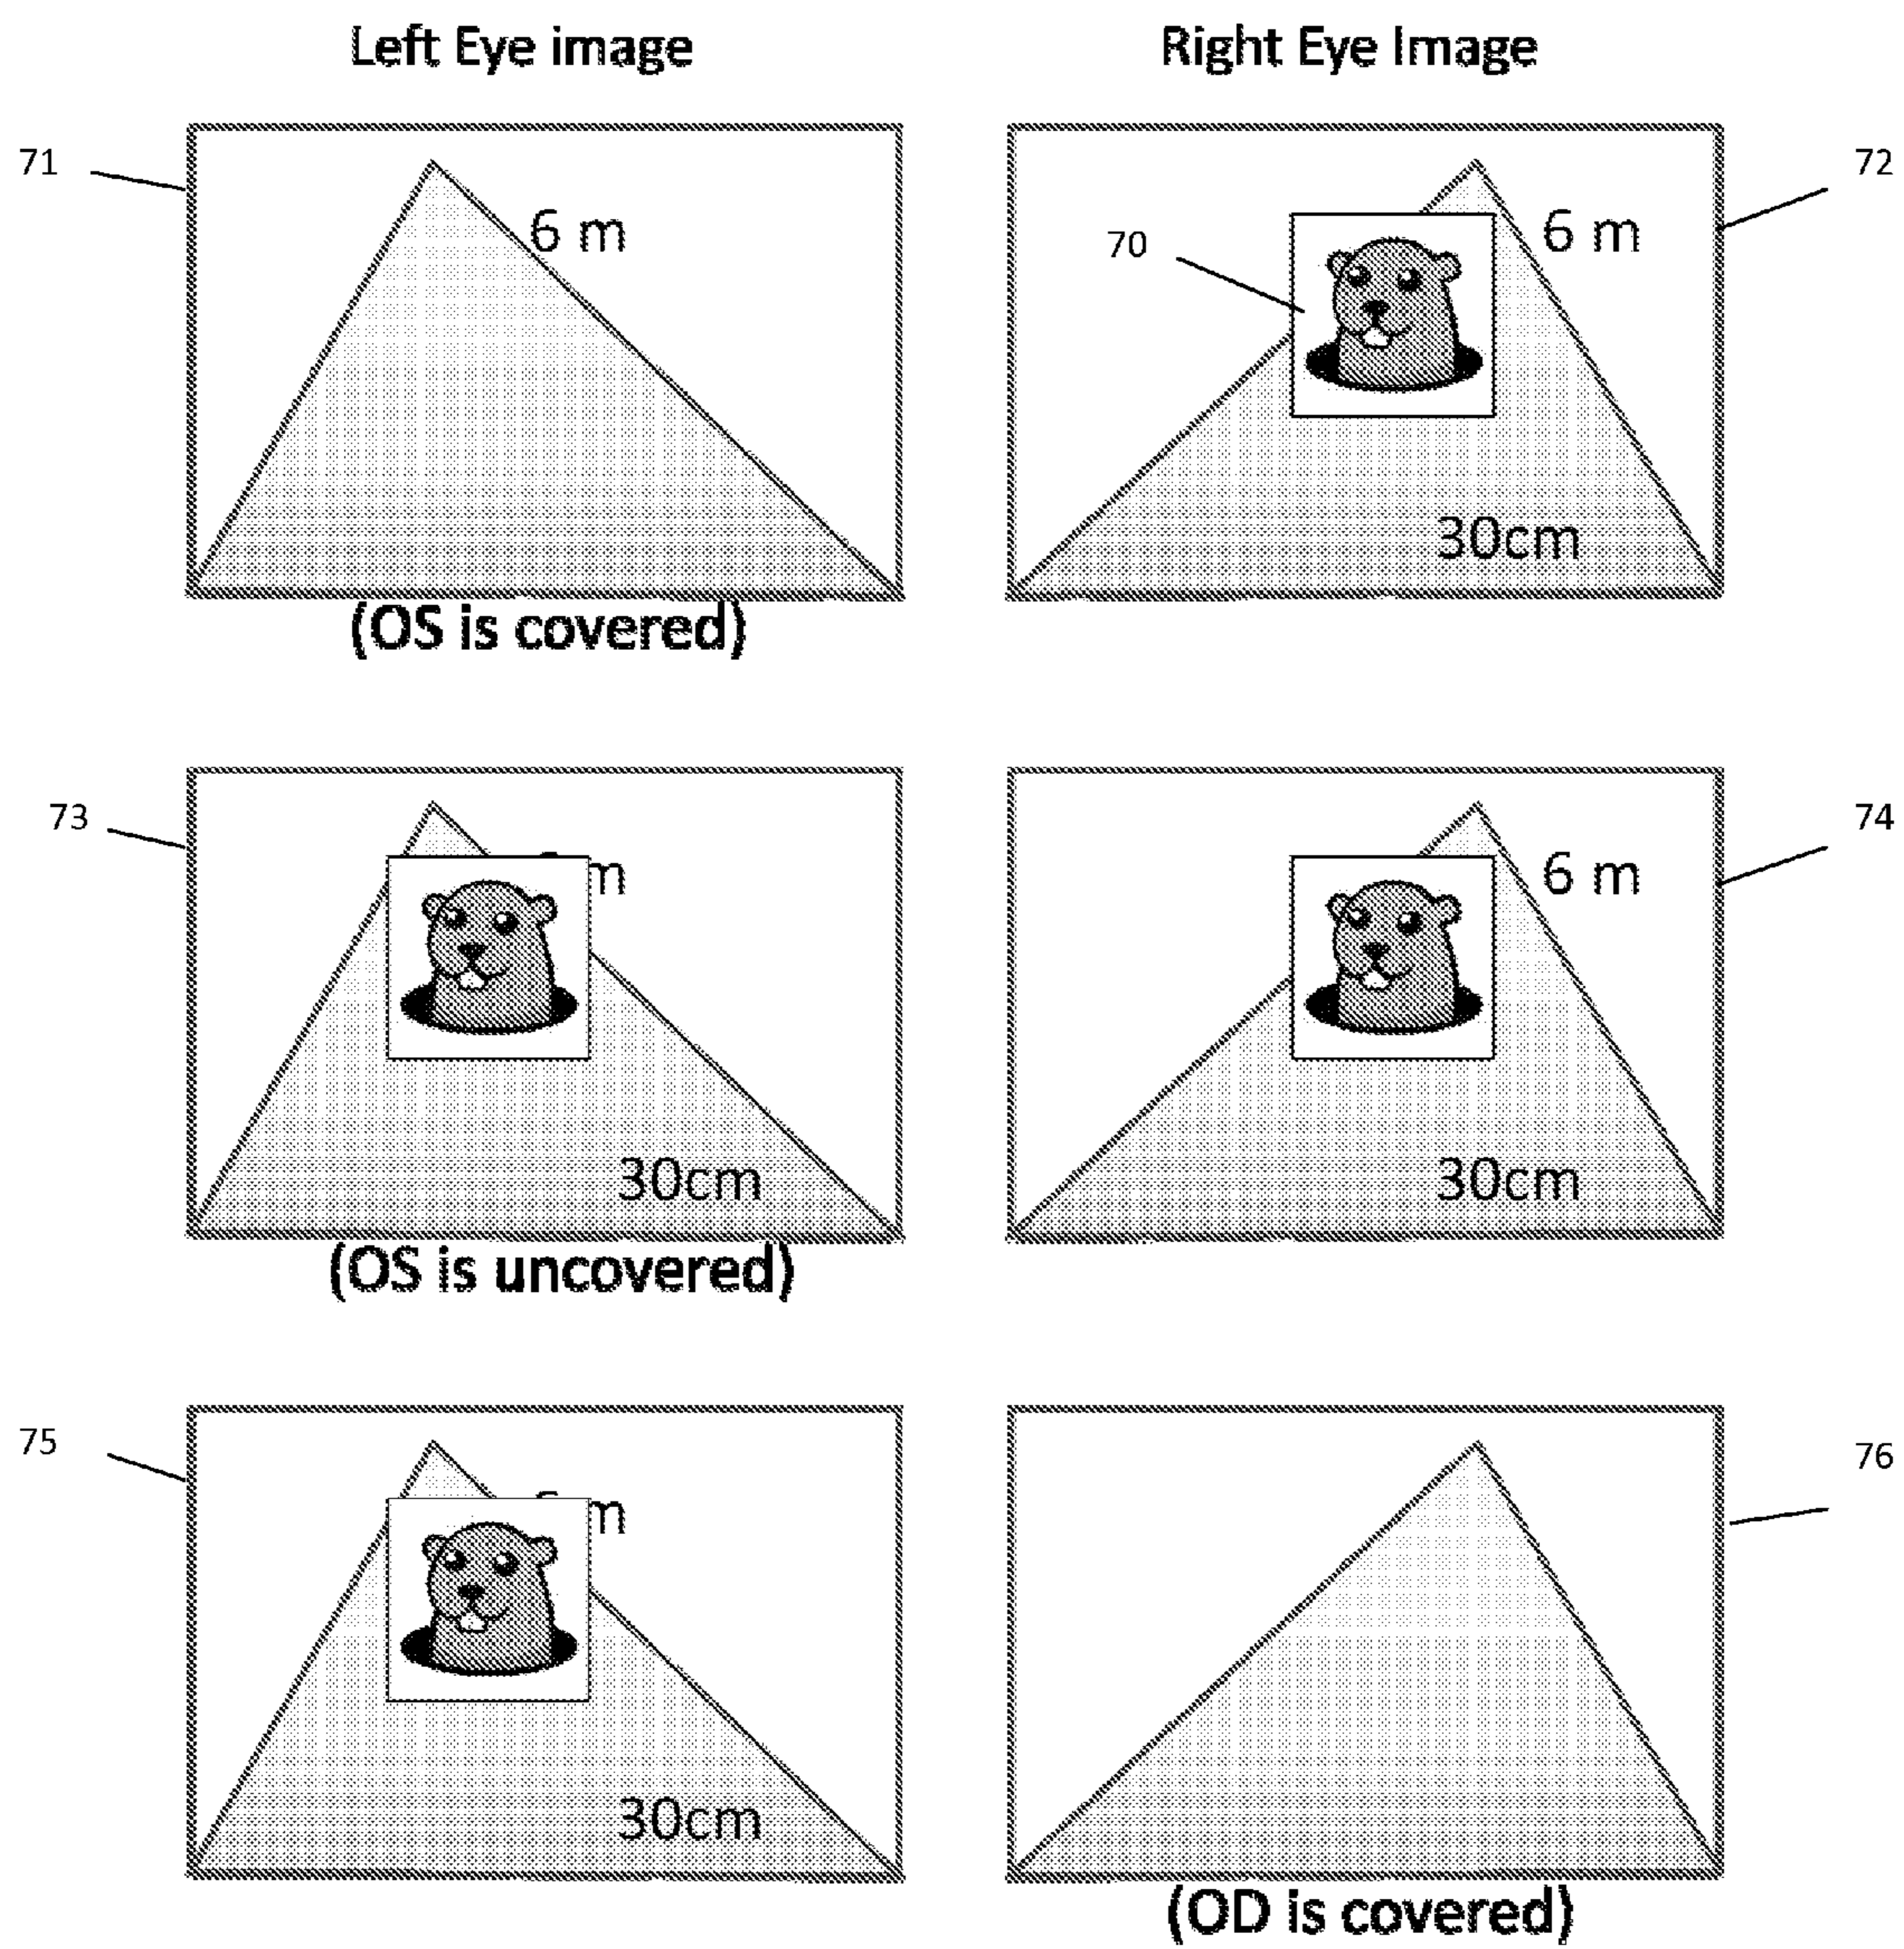 Left Eye image
Right Eye Image
71
6 m
70
6 m
72
30cm
(OS is covered)
73
m
6 m
74
30cm
30cm
(OS is uncovered)
75
m
76
30cm
(OD is covered)